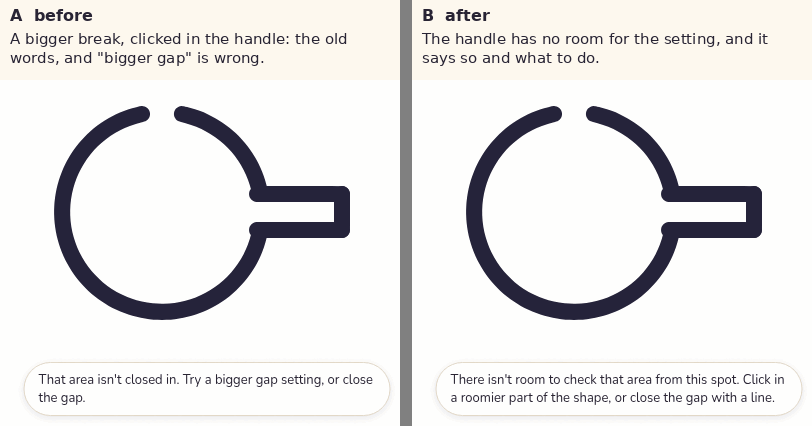 A before
A bigger break, clicked in the handle: the old
words, and "bigger gap" is wrong.
That area isn't closed in. Try a bigger gap setting, or close
the gap.
B after
The handle has no room for the setting, and it
says so and what to do.
There isn't room to check that area from this spot. Click in
a roomier part of the shape, or close the gap with a line.